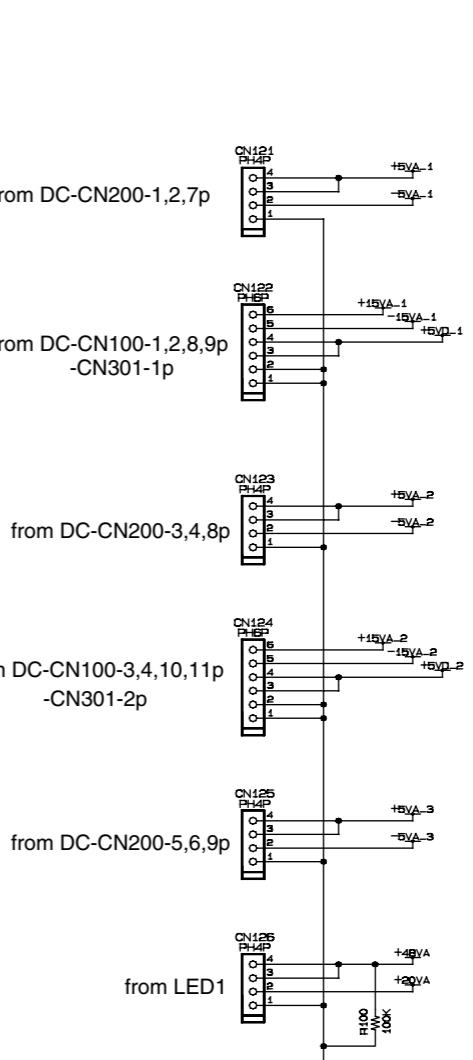 CN121
PH4P
4
3
2
1
+5VA_1
-5VA_1
rom DC-CN200-1,2,7p
CN122
PH6P
6
5
4
3
2
1
+15VA_1
-15VA_1
+5VD_1
rom DC-CN100-1,2,8,9p
-CN301-1p
CN123
PH4P
4
3
2
1
+5VA_2
-5VA_2
from DC-CN200-3,4,8p
CN124
PH6P
6
5
4
3
2
1
+15VA_2
-15VA_2
+5VD_2
m DC-CN100-3,4,10,11p
-CN301-2p
CN125
PH4P
4
3
2
1
+5VA_3
-5VA_3
from DC-CN200-5,6,9p
CN126
PH4P
4
3
2
1
+48VA
+20VA
from LED1
R100
100K